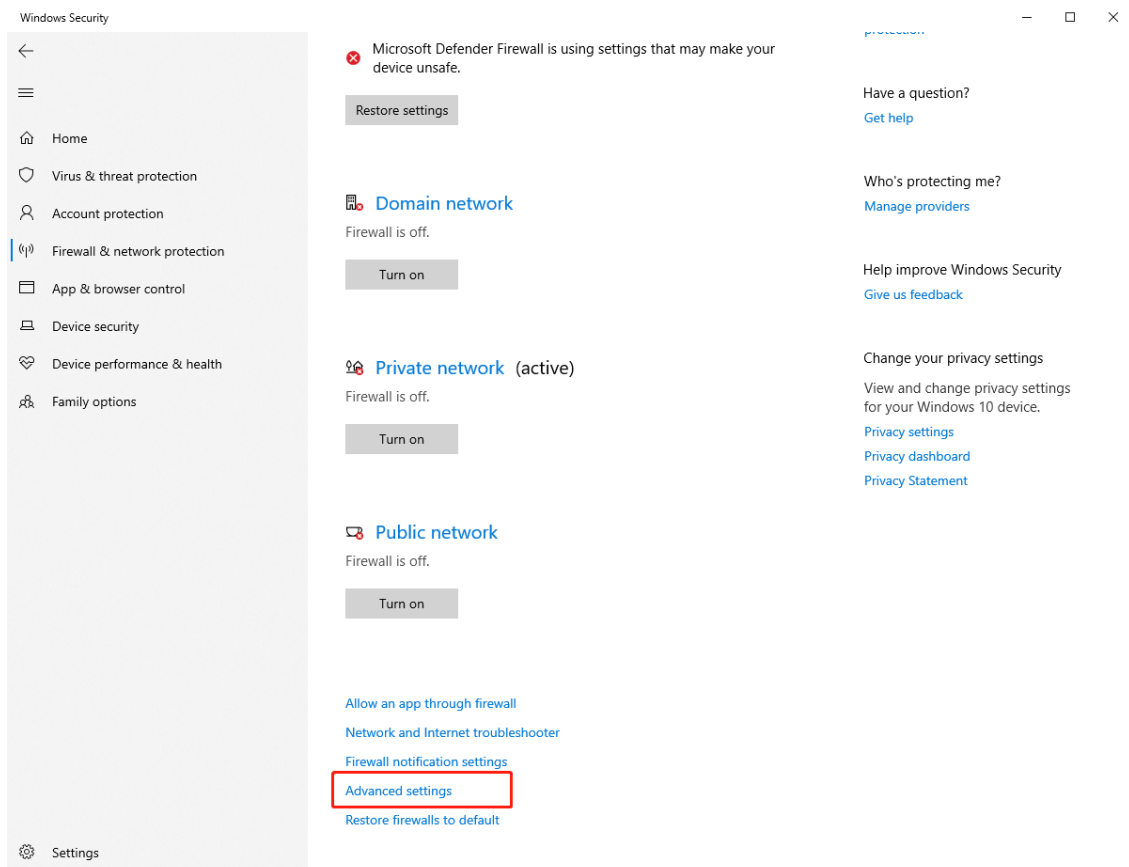 Windows Security
Home
Virus & threat protection
Account protection
Firewall & network protection
App & browser control
Device security
Device performance & health
Family options
Settings
Microsoft Defender Firewall is using settings that may make your
device unsafe.
Restore settings
Domain network
Firewall is off.
Turn on
Private network (active)
Firewall is off.
Turn on
Public network
Firewall is off.
Turn on
Allow an app through firewall
Network and Internet troubleshooter
Firewall notification settings
Advanced settings
Restore firewalls to default
protection
Have a question?
Get help
Who's protecting me?
Manage providers
Help improve Windows Security
Give us feedback
Change your privacy settings
View and change privacy settings
for your Windows 10 device.
Privacy settings
Privacy dashboard
Privacy Statement